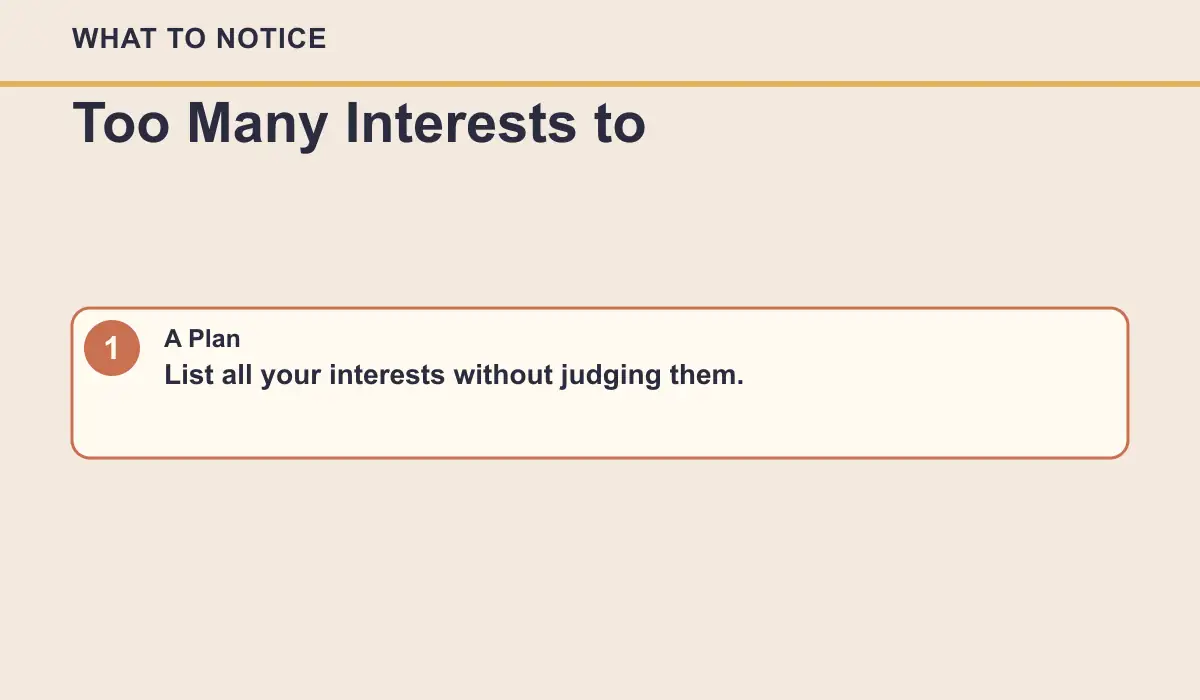 WHAT TO NOTICE
Too Many Interests to
1
A Plan
List all your interests without judging them.